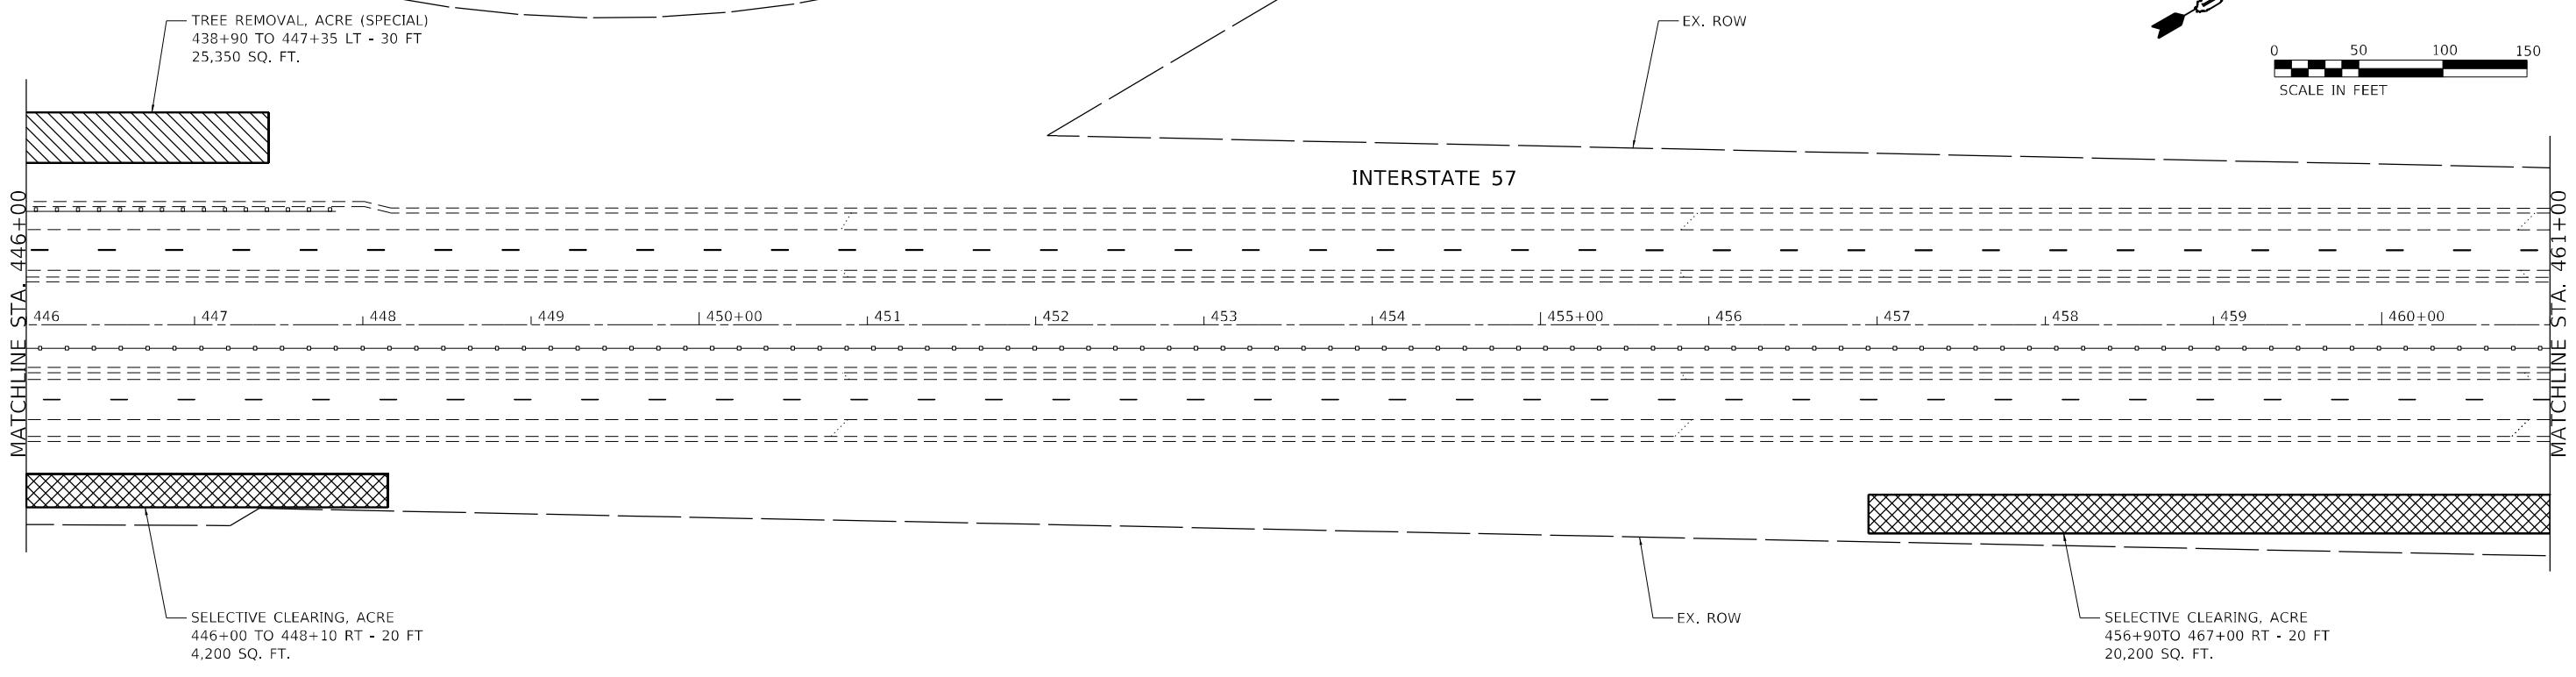 TREE REMOVAL, ACRE (SPECIAL)
438+90 TO 447+35 LT - 30 FT
25,350 SQ. FT.
EX. ROW
0 50 100 150
SCALE IN FEET
INTERSTATE 57
MATCHLINE STA. 446+00
MATCHLINE STA. 461+00
446 447 448 449 450+00 451 452 453 454 455+00 456 457 458 459 460+00
SELECTIVE CLEARING, ACRE
446+00 TO 448+10 RT - 20 FT
4,200 SQ. FT.
EX. ROW
SELECTIVE CLEARING, ACRE
456+90TO 467+00 RT - 20 FT
20,200 SQ. FT.